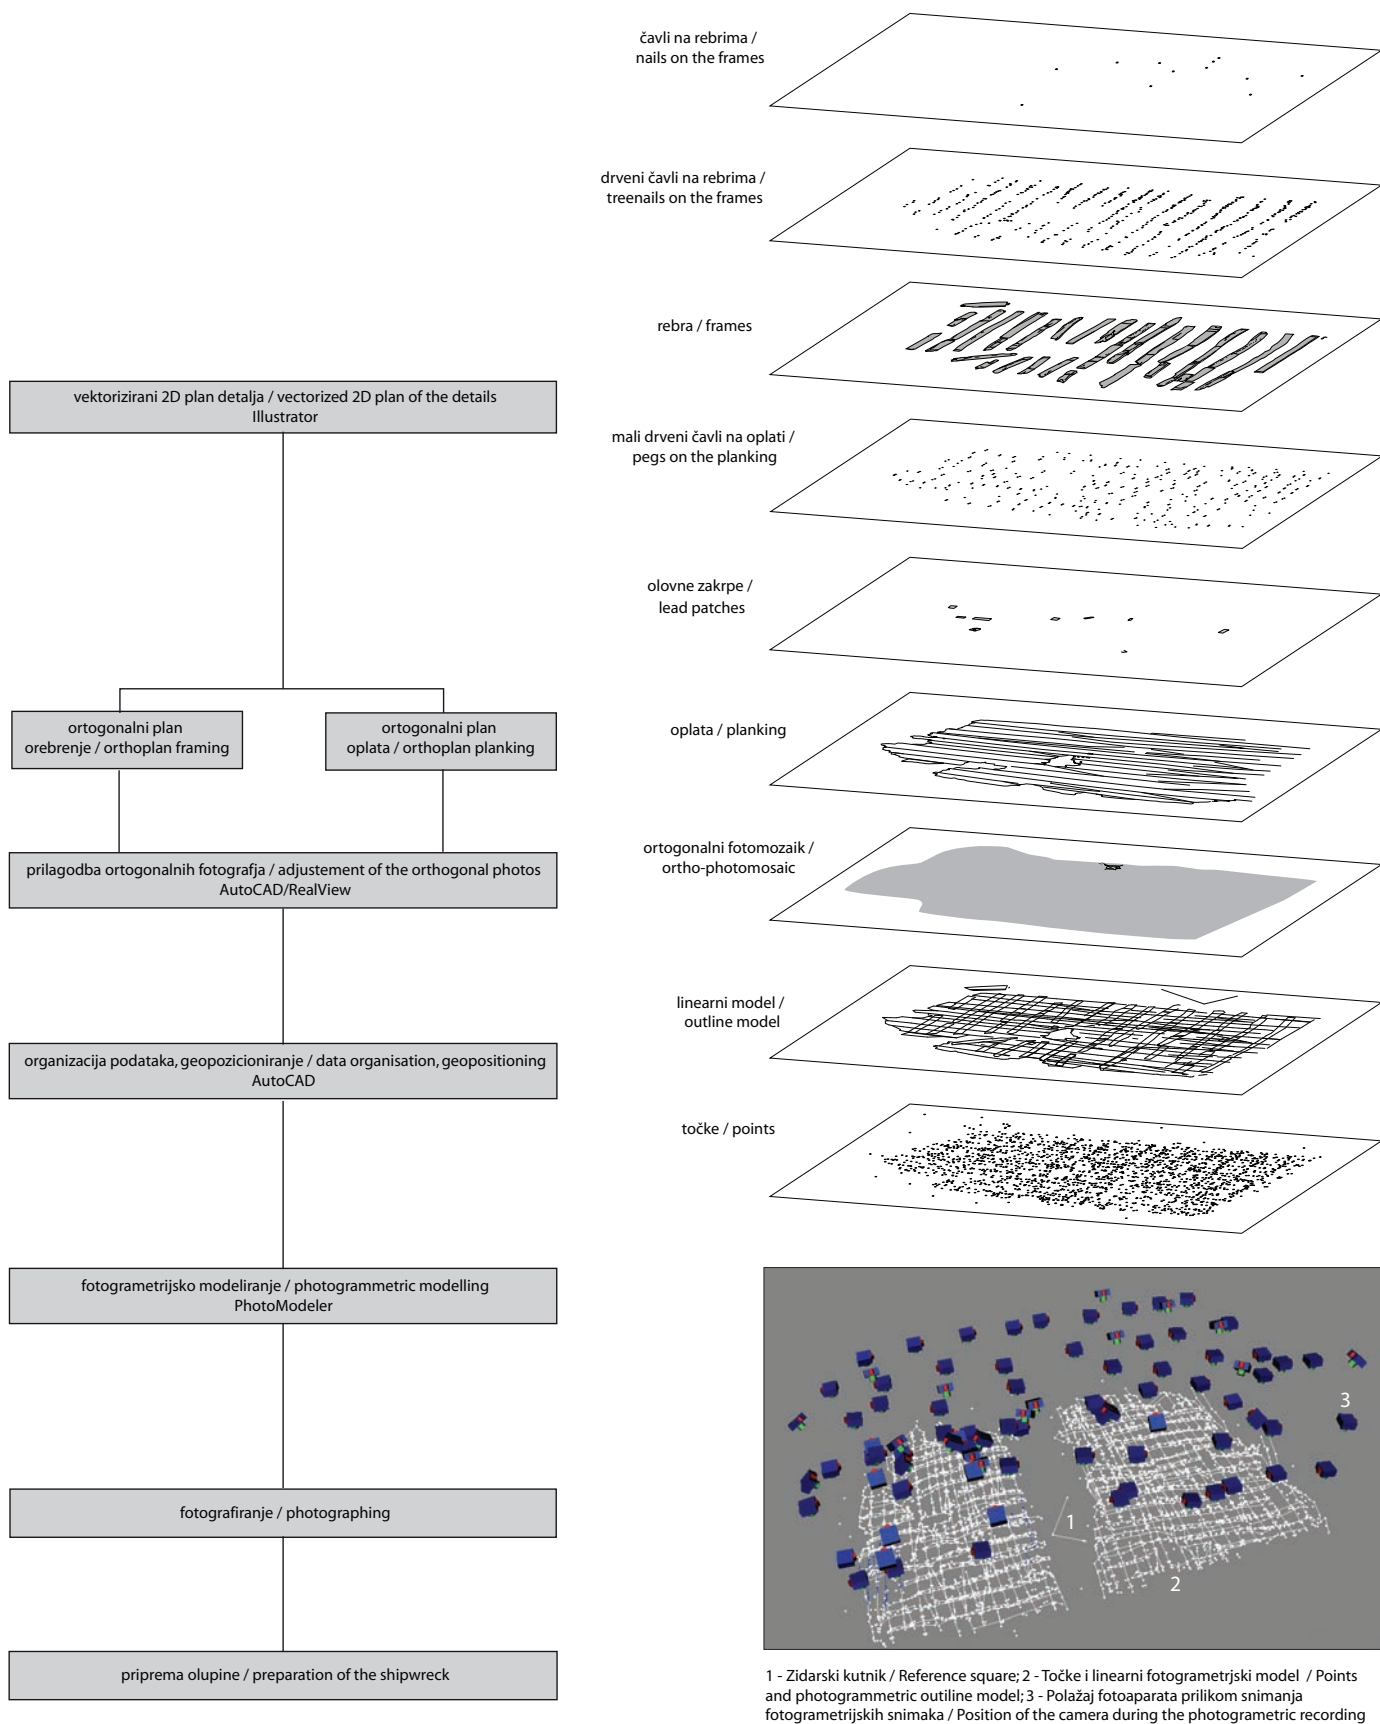 čavli na rebrima /
nails on the frames
drveni čavli na rebrima /
treenails on the frames
rebra / frames
mali drveni čavli na oplati /
pegs on the planking
olovne zakrpe /
lead patches
oplata / planking
ortogonalni fotomozaik /
ortho-photomosaic
linearni model /
outline model
točke / points
vektorizirani 2D plan detalja / vectorized 2D plan of the details
Illustrator
ortogonalni plan
orebrenje / orthoplan framing
ortogonalni plan
oplata / orthoplan planking
prilagodba ortogonalnih fotografja / adjustement of the orthogonal photos
AutoCAD/RealView
organizacija podataka, geopozicioniranje / data organisation, geopositioning
AutoCAD
fotogrametrijsko modeliranje / photogrammetric modelling
PhotoModeler
fotografiranje / photographing
priprema olupine / preparation of the shipwreck
3
1
2
1 - Zidarski kutnik / Reference square; 2 - Točke i linearni fotogrametrjski model / Points
and photogrammetric outiline model; 3 - Polažaj fotoaparata prilikom snimanja
fotogrametrijskih snimaka / Position of the camera during the photogrametric recording